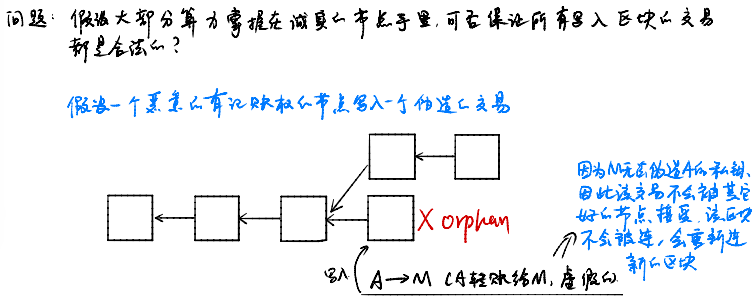 问题: 假设大部分算力掌握在诚实的节点手里,可否保证所有写入区块的交易
都是合法的?
假设一个恶意的有记账权的节点写入一个伪造的交易
X orphan
写入
A→M (A转账给M,虚假的)
因为M无法伪造A的私钥,
因此该交易不会被其它
好的节点接受.该区块
不会被连,会重新连
新的区块